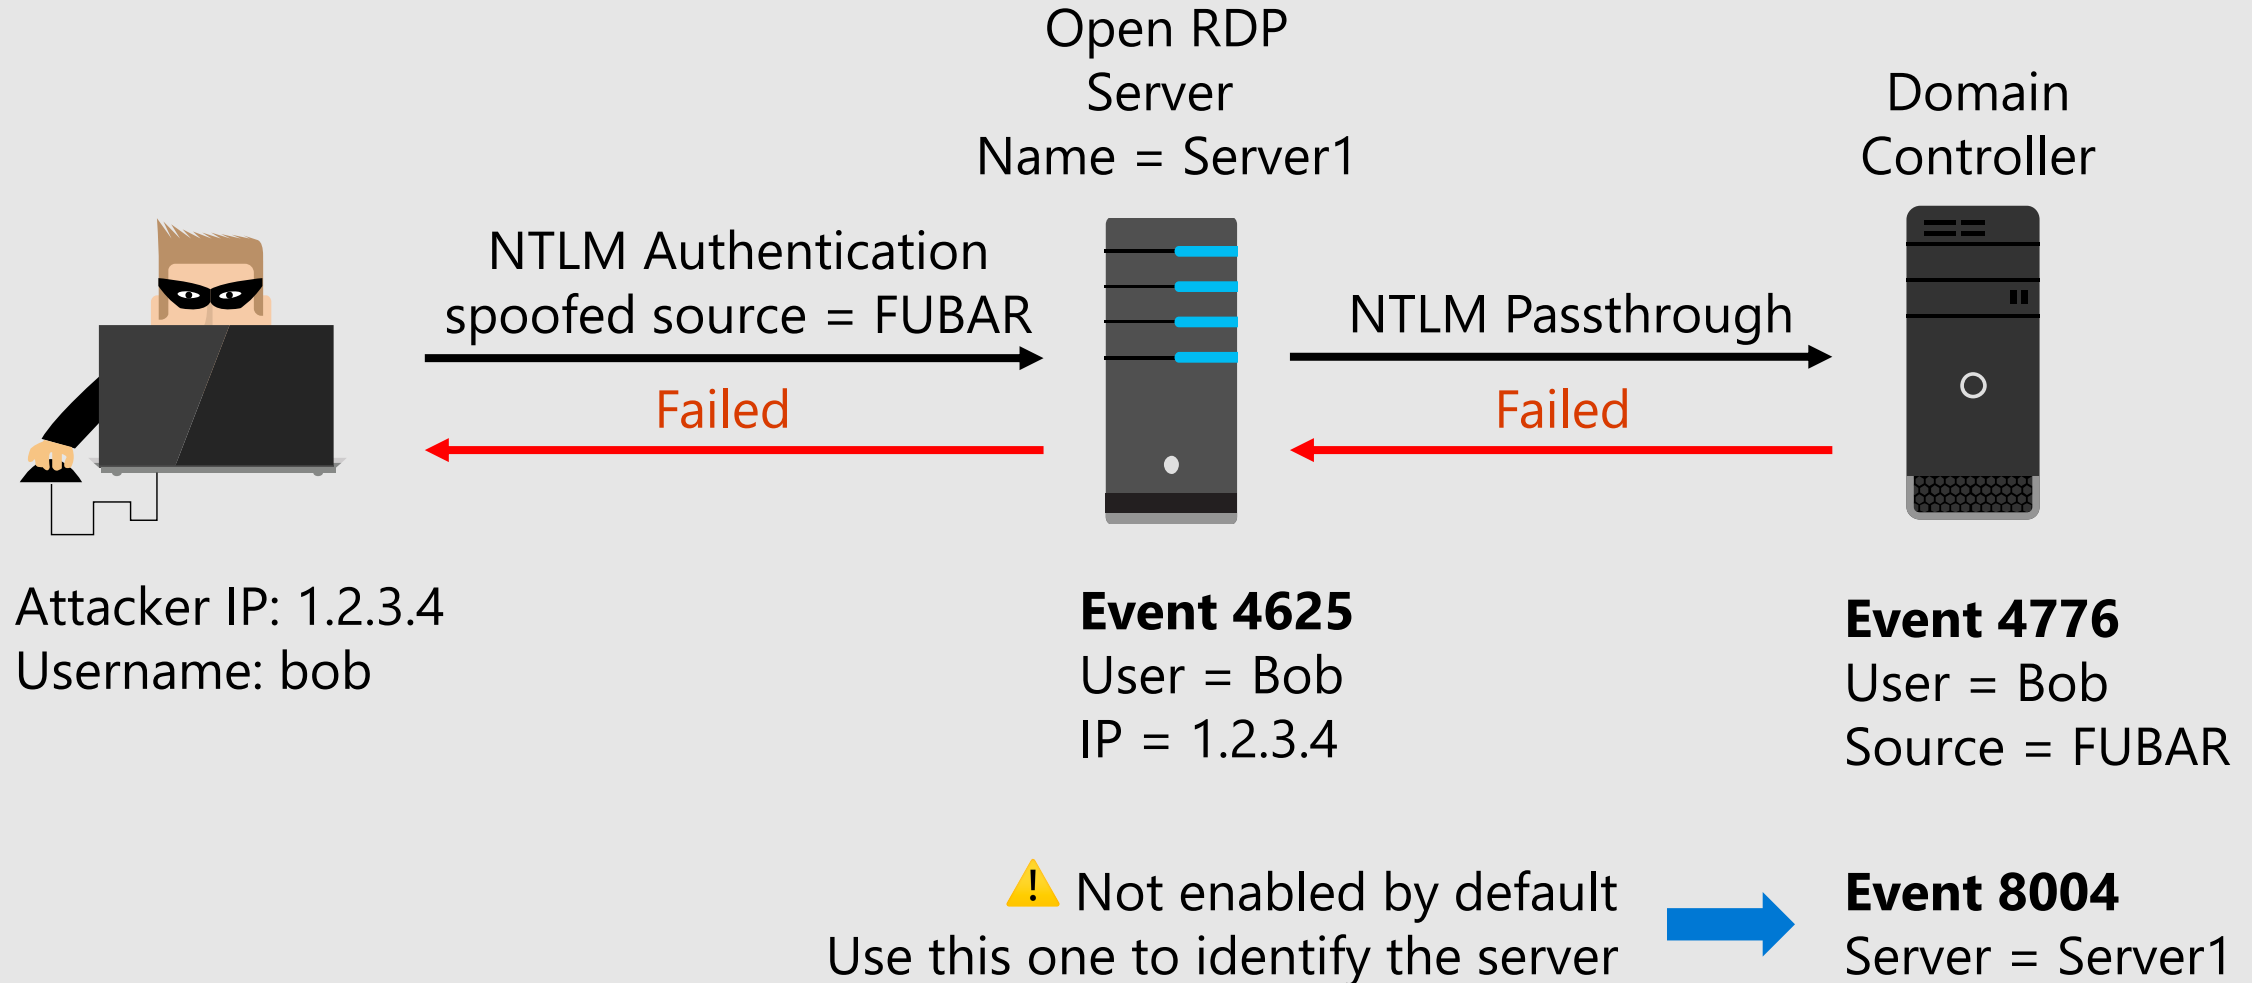 Open RDP
Server
Name = Server1
Domain
Controller
NTLM Authentication
spoofed source = FUBAR
Failed
NTLM Passthrough
Failed
Attacker IP: 1.2.3.4
Username: bob
Event 4625
User = Bob
IP = 1.2.3.4
Event 4776
User = Bob
Source = FUBAR
Not enabled by default
Use this one to identify the server
Event 8004
Server = Server1